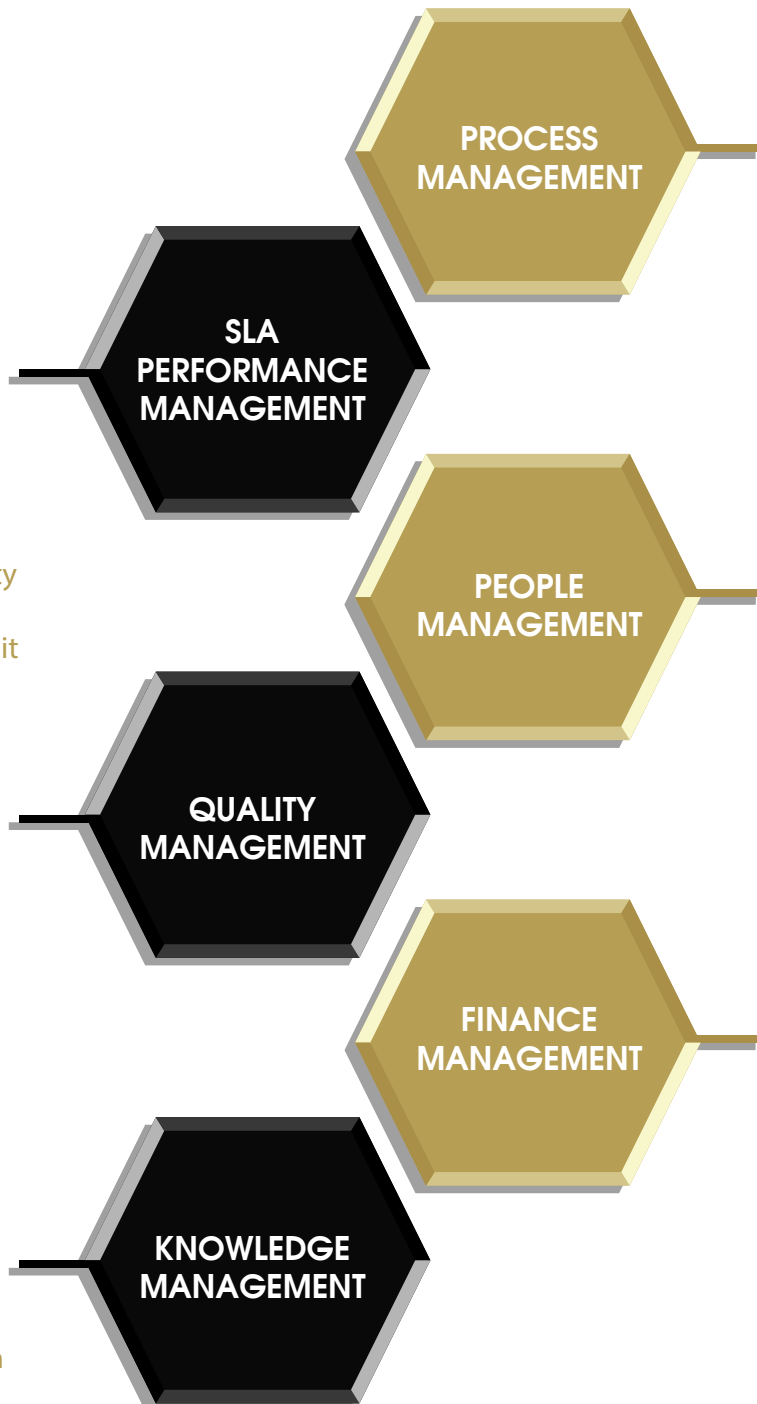 PROCESS
MANAGEMENT
SLA
PERFORMANCE
MANAGEMENT
PEOPLE
MANAGEMENT
QUALITY
MANAGEMENT
FINANCE
MANAGEMENT
KNOWLEDGE
MANAGEMENT